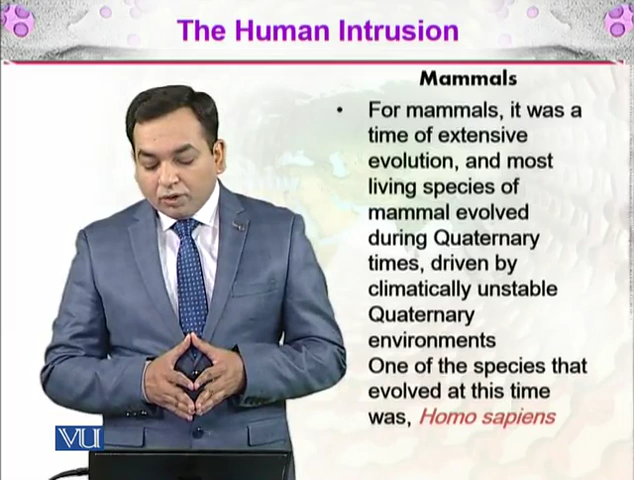 The Human Intrusion
Mammals
• For mammals, it was a
time of extensive
evolution, and most
living species of
mammal evolved
during Quaternary
times, driven by
climatically unstable
Quaternary
environments
One of the species that
evolved at this time
was, Homo sapiens
VU